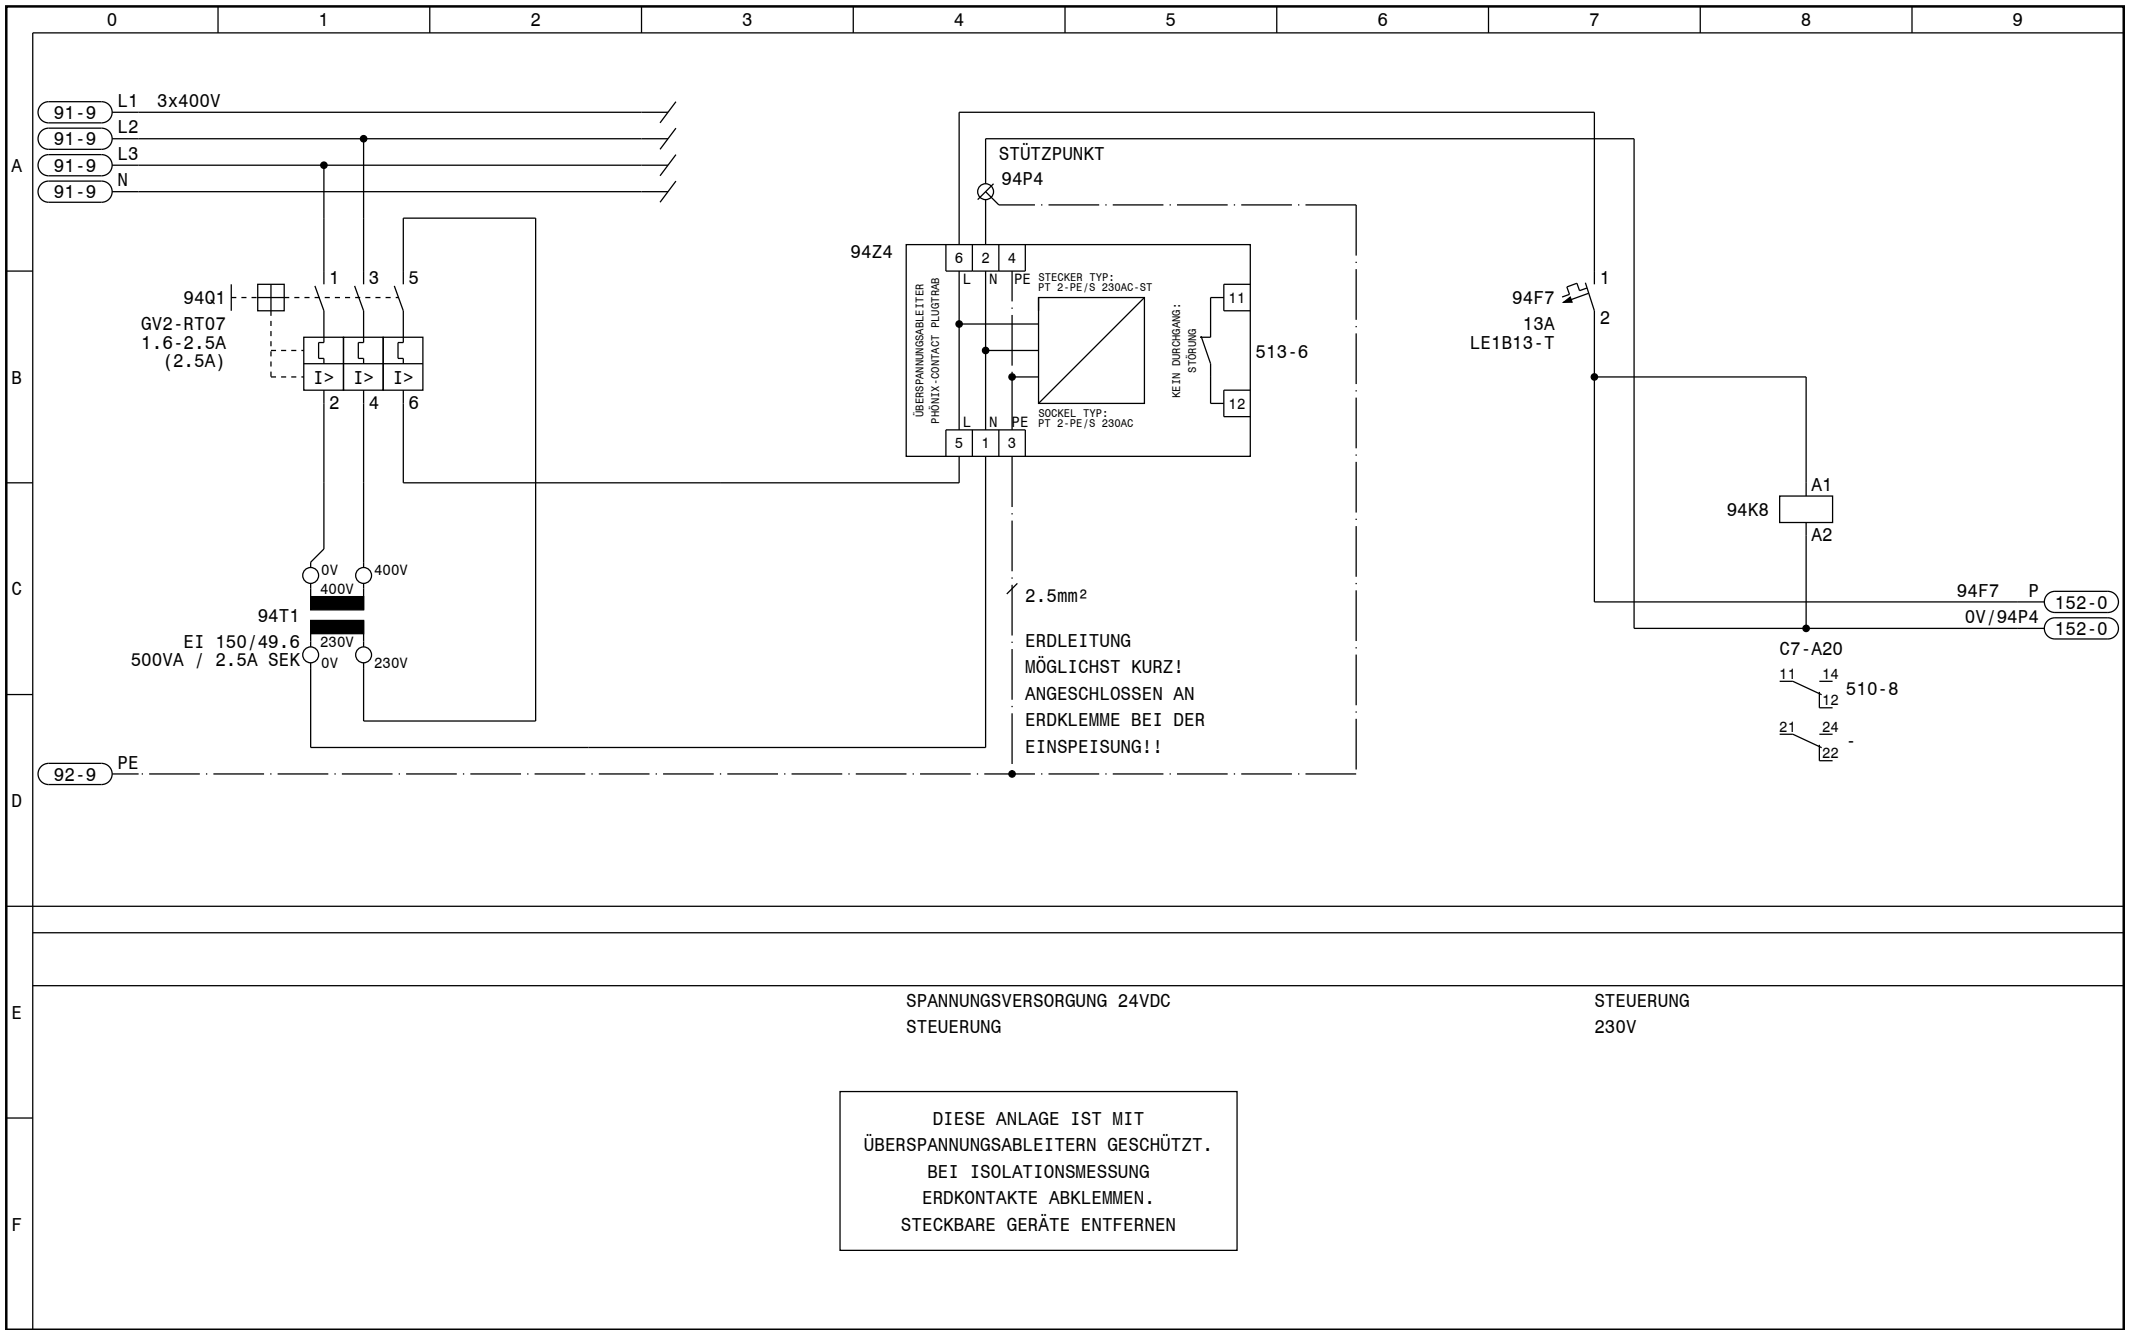 0 1 2 3 4 5 6 7 8 9
A
B
C
D
E
F
91-9 L1 3x400V
91-9 L2
91-9 L3
91-9 N
STÜTZPUNKT
94P4
94Q1
GV2-RT07
1.6-2.5A
(2.5A)
1 3 5
I> I> I>
2 4 6
94Z4
6 2 4
L N PE
ÜBERSPANNUNGSABLEITER
PHÖNIX-CONTACT PLUGTRAB
STECKER TYP:
PT 2-PE/S 230AC-ST
KEIN DURCHGANG:
STÖRUNG
11
12
513-6
SOCKEL TYP:
PT 2-PE/S 230AC
L N PE
5 1 3
94F7
13A
LE1B13-T
1
2
94K8
A1
A2
0V 400V
400V
94T1
EI 150/49.6
500VA / 2.5A SEK
230V
0V 230V
2.5mm²
ERDLEITUNG
MÖGLICHST KURZ!
ANGESCHLOSSEN AN
ERDKLEMME BEI DER
EINSPEISUNG!!
94F7 P 152-0
0V/94P4 152-0
C7-A20
11 14
12
510-8
21 24
22
-
92-9 PE
SPANNUNGSVERSORGUNG 24VDC
STEUERUNG
STEUERUNG
230V
DIESE ANLAGE IST MIT
ÜBERSPANNUNGSABLEITERN GESCHÜTZT.
BEI ISOLATIONSMESSUNG
ERDKONTAKTE ABKLEMMEN.
STECKBARE GERÄTE ENTFERNEN